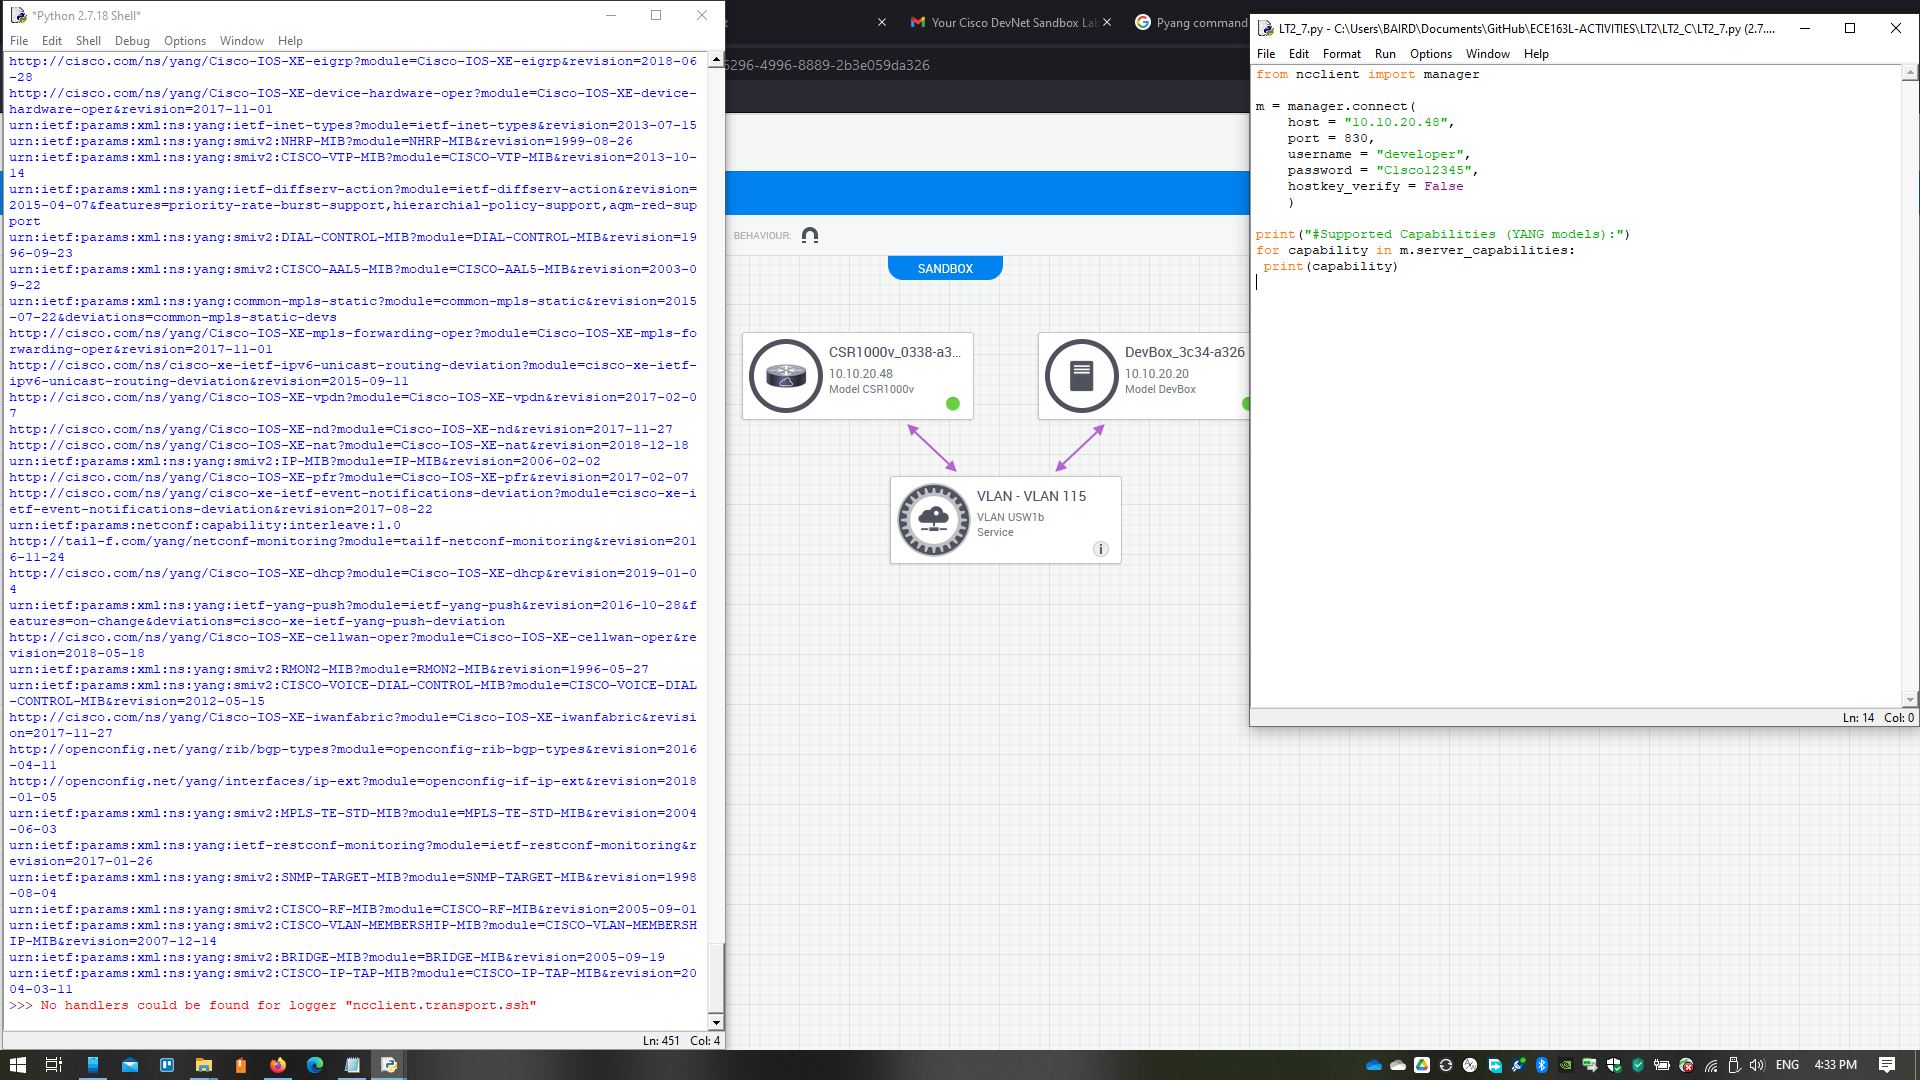 *Python 2.7.18 Shell*
File Edit Shell Debug Options Window Help
http://cisco.com/ns/yang/Cisco-IOS-XE-eigrp?module=Cisco-IOS-XE-eigrp&revision=2018-06
-28
http://cisco.com/ns/yang/Cisco-IOS-XE-device-hardware-oper?module=Cisco-IOS-XE-device-
hardware-oper&revision=2017-11-01
urn:ietf:params:xml:ns:yang:ietf-inet-types?module=ietf-inet-types&revision=2013-07-15
urn:ietf:params:xml:ns:yang:smiv2:NHRP-MIB?module=NHRP-MIB&revision=1999-08-26
urn:ietf:params:xml:ns:yang:smiv2:CISCO-VTP-MIB?module=CISCO-VTP-MIB&revision=2013-10-
14
urn:ietf:params:xml:ns:yang:ietf-diffserv-action?module=ietf-diffserv-action&revision=
2015-04-07&features=priority-rate-burst-support,hierarchial-policy-support,aqm-red-sup
port
urn:ietf:params:xml:ns:yang:smiv2:DIAL-CONTROL-MIB?module=DIAL-CONTROL-MIB&revision=19
96-09-23
urn:ietf:params:xml:ns:yang:smiv2:CISCO-AAL5-MIB?module=CISCO-AAL5-MIB&revision=2003-0
9-22
urn:ietf:params:xml:ns:yang:common-mpls-static?module=common-mpls-static&revision=2015
-07-22&deviations=common-mpls-static-devs
http://cisco.com/ns/yang/Cisco-IOS-XE-mpls-forwarding-oper?module=Cisco-IOS-XE-mpls-fo
rwarding-oper&revision=2017-11-01
http://cisco.com/ns/yang/cisco-xe-ietf-ipv6-unicast-routing-deviation?module=cisco-xe-ietf-
ipv6-unicast-routing-deviation&revision=2015-09-11
http://cisco.com/ns/yang/Cisco-IOS-XE-vpdn?module=Cisco-IOS-XE-vpdn&revision=2017-02-0
7
http://cisco.com/ns/yang/Cisco-IOS-XE-nd?module=Cisco-IOS-XE-nd&revision=2017-11-27
http://cisco.com/ns/yang/Cisco-IOS-XE-nat?module=Cisco-IOS-XE-nat&revision=2018-12-18
urn:ietf:params:xml:ns:yang:smiv2:IP-MIB?module=IP-MIB&revision=2006-02-02
http://cisco.com/ns/yang/Cisco-IOS-XE-pfr?module=Cisco-IOS-XE-pfr&revision=2017-02-07
http://cisco.com/ns/yang/cisco-xe-ietf-event-notifications-deviation?module=cisco-xe-i
etf-event-notifications-deviation&revision=2017-08-22
urn:ietf:params:netconf:capability:interleave:1.0
http://tail-f.com/yang/netconf-monitoring?module=tailf-netconf-monitoring&revision=201
6-11-24
http://cisco.com/ns/yang/Cisco-IOS-XE-dhcp?module=Cisco-IOS-XE-dhcp&revision=2019-01-0
4
urn:ietf:params:xml:ns:yang:ietf-yang-push?module=ietf-yang-push&revision=2016-10-28&f
eatures=on-change&deviations=cisco-xe-ietf-yang-push-deviation
http://cisco.com/ns/yang/Cisco-IOS-XE-cellwan-oper?module=Cisco-IOS-XE-cellwan-oper&re
vision=2018-05-18
urn:ietf:params:xml:ns:yang:smiv2:RMON2-MIB?module=RMON2-MIB&revision=1996-05-27
urn:ietf:params:xml:ns:yang:smiv2:CISCO-VOICE-DIAL-CONTROL-MIB?module=CISCO-VOICE-DIAL
-CONTROL-MIB&revision=2012-05-15
http://cisco.com/ns/yang/Cisco-IOS-XE-iwanfabric?module=Cisco-IOS-XE-iwanfabric&revisi
on=2017-11-27
http://openconfig.net/yang/rib/bgp-types?module=openconfig-rib-bgp-types&revision=2016
-04-11
http://openconfig.net/yang/interfaces/ip-ext?module=openconfig-if-ip-ext&revision=2018
-01-05
urn:ietf:params:xml:ns:yang:smiv2:MPLS-TE-STD-MIB?module=MPLS-TE-STD-MIB&revision=2004
-06-03
urn:ietf:params:xml:ns:yang:ietf-restconf-monitoring?module=ietf-restconf-monitoring&r
evision=2017-01-26
urn:ietf:params:xml:ns:yang:smiv2:SNMP-TARGET-MIB?module=SNMP-TARGET-MIB&revision=1998
-08-04
urn:ietf:params:xml:ns:yang:smiv2:CISCO-RF-MIB?module=CISCO-RF-MIB&revision=2005-09-01
urn:ietf:params:xml:ns:yang:smiv2:CISCO-VLAN-MEMBERSHIP-MIB?module=CISCO-VLAN-MEMBERSH
IP-MIB&revision=2007-12-14
urn:ietf:params:xml:ns:yang:smiv2:BRIDGE-MIB?module=BRIDGE-MIB&revision=2005-09-19
urn:ietf:params:xml:ns:yang:smiv2:CISCO-IP-TAP-MIB?module=CISCO-IP-TAP-MIB&revision=20
04-03-11
>>> No handlers could be found for logger "ncclient.transport.ssh"
Ln: 451 Col: 4
Your Cisco DevNet Sandbox La
Pyang command
5296-4996-8889-2b3e059da326
BEHAVIOUR:
SANDBOX
CSR1000v_0338-a3...
10.10.20.48
Model CSR1000v
DevBox_3c34-a326
10.10.20.20
Model DevBox
VLAN - VLAN 115
VLAN USW1b
Service
i
LT2_7.py - C:\Users\BAIRD\Documents\GitHub\ECE163L-ACTIVITIES\LT2\LT2_C\LT2_7.py (2.7....
File Edit Format Run Options Window Help
from ncclient import manager
m = manager.connect(
host = "10.10.20.48",
port = 830,
username = "developer",
password = "C1sco12345",
hostkey_verify = False
)
print("#Supported Capabilities (YANG models):")
for capability in m.server_capabilities:
print(capability)
Ln: 14 Col: 0
ENG
4:33 PM